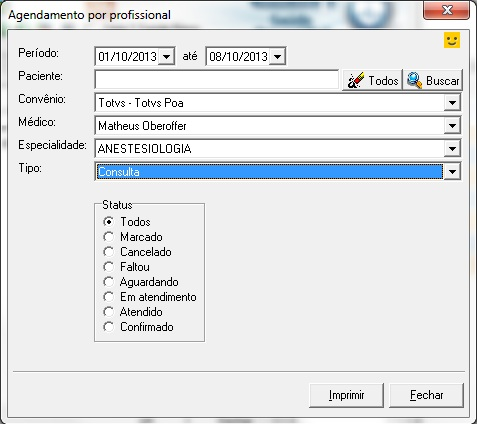 Agendamento por profissional
Período: 01/10/2013 até 08/10/2013
Paciente: Todos Buscar
Convênio: Totvs - Totvs Poa
Médico: Matheus Oberoffer
Especialidade: ANESTESIOLOGIA
Tipo: Consulta
Status
Todos
Marcado
Cancelado
Faltou
Aguardando
Em atendimento
Atendido
Confirmado
Imprimir Fechar